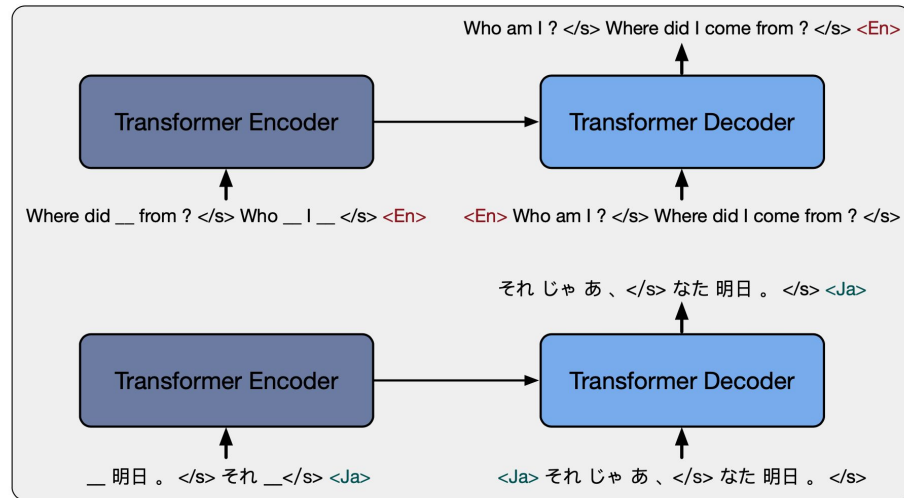 Who am I ? </s> Where did I come from ? </s> <En>
Transformer Encoder
Transformer Decoder
Where did __ from ? </s> Who __ I __ </s> <En>
<En> Who am I ? </s> Where did I come from ? </s>
それ じゃ あ 、</s> なた 明日 。 </s> <Ja>
Transformer Encoder
Transformer Decoder
__ 明日 。 </s> それ __</s> <Ja>
<Ja> それ じゃ あ 、</s> なた 明日 。 </s>